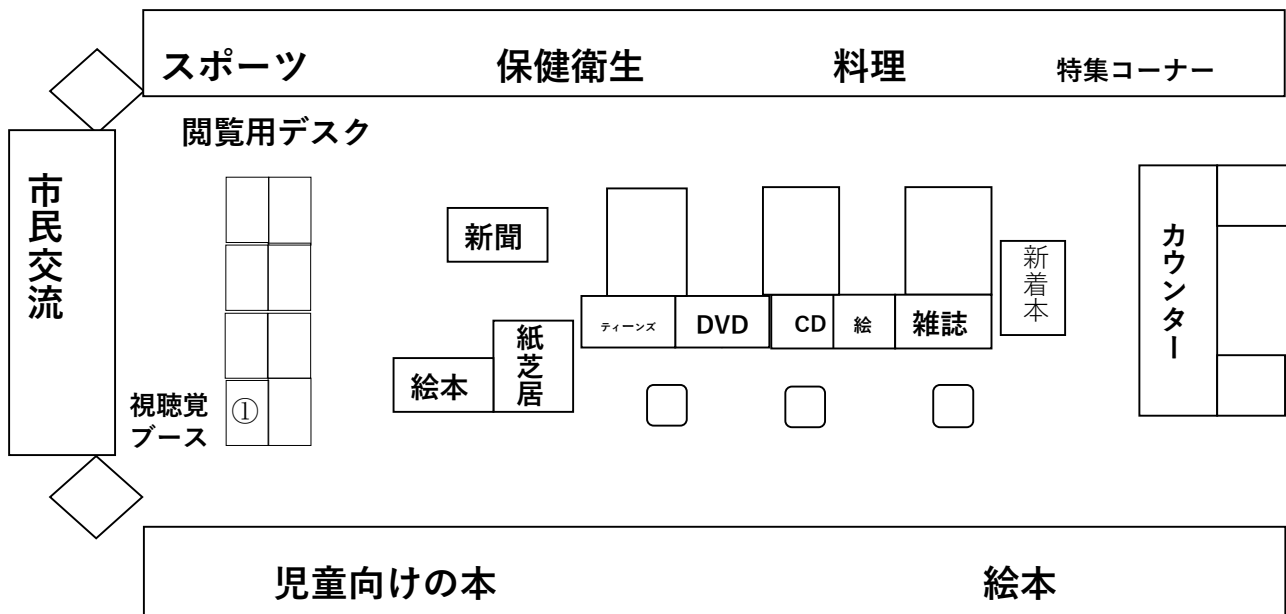 スポーツ
保健衛生
料理
特集コーナー
閲覧用デスク
市民交流
新聞
カウンター
新着本
ティーンズ
DVD
CD
絵
雑誌
紙芝居
絵本
視聴覚
ブース
①
児童向けの本
絵本